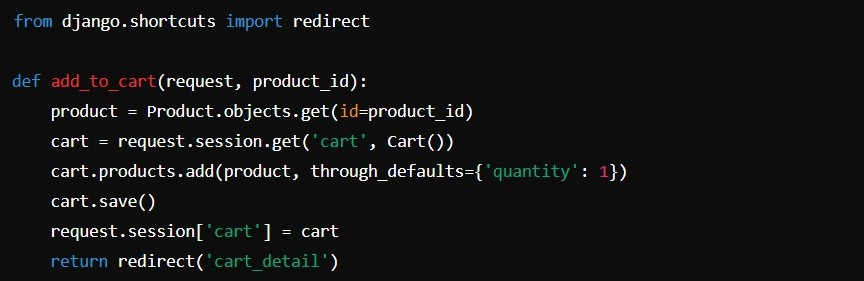 from django.shortcuts import redirect
def add_to_cart(request, product_id):
    product = Product.objects.get(id=product_id)
    cart = request.session.get('cart', Cart())
    cart.products.add(product, through_defaults={'quantity': 1})
    cart.save()
    request.session['cart'] = cart
    return redirect('cart_detail')